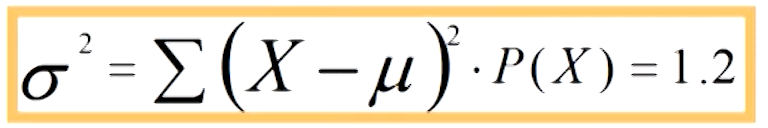 σ² = ∑(X − μ)² · P(X) = 1.2